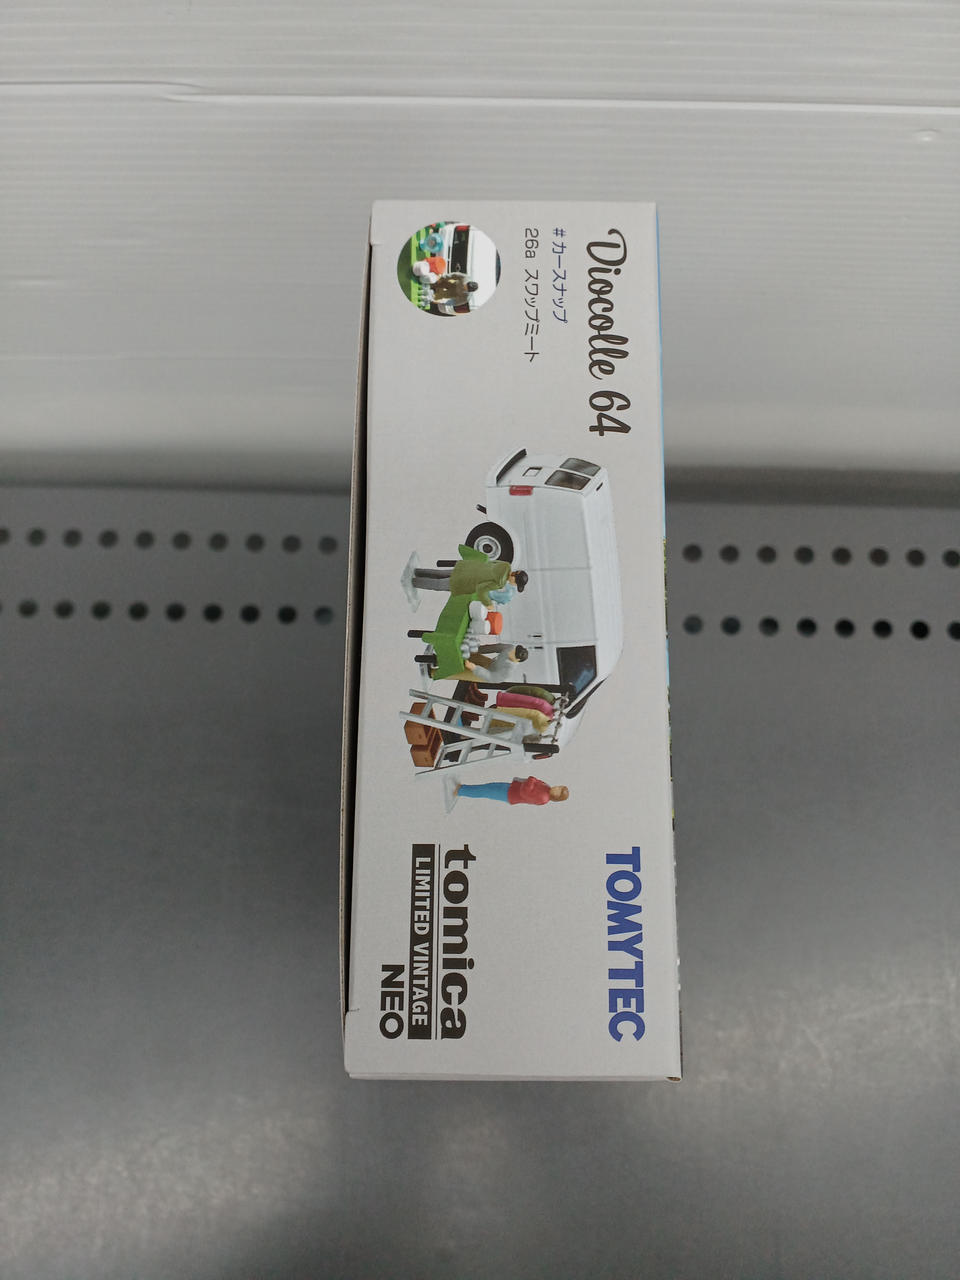 Diocolle 64
#カースナップ
26a スワップミート
TOMYTEC
tomica
LIMITED VINTAGE
NEO